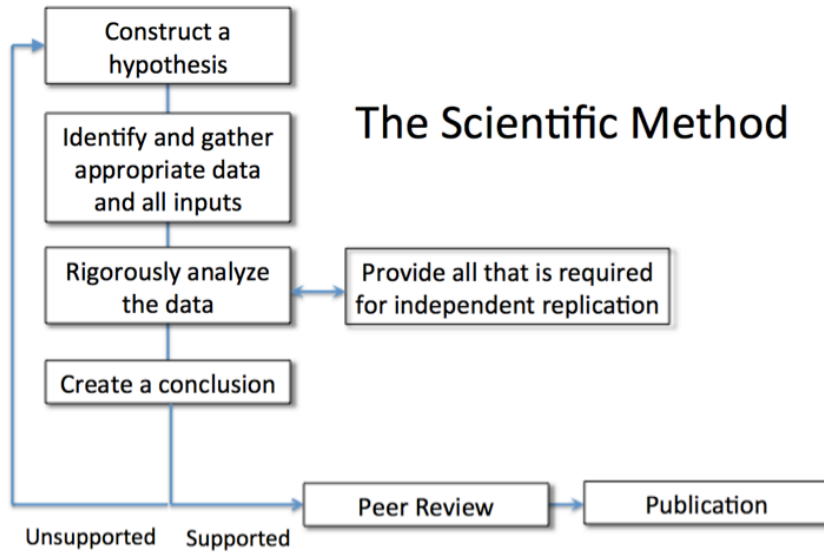 Construct a
hypothesis
The Scientific Method
Identify and gather
appropriate data
and all inputs
Rigorously analyze
the data
Provide all that is required
for independent replication
Create a conclusion
Peer Review
Publication
Unsupported
Supported